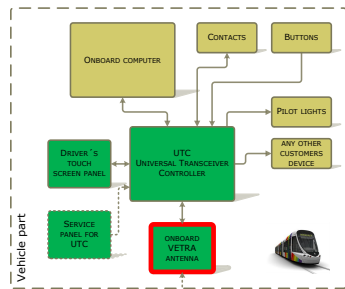 CONTACTS
BUTTONS
ONBOARD COMPUTER
PILOT LIGHTS
DRIVER`S
TOUCH
SCREEN PANEL
UTC
UNIVERSAL TRANSCEIVER
CONTROLLER
ANY OTHER
CUSTOMERS
DEVICE
SERVICE
PANEL FOR
UTC
ONBOARD
VETRA
ANTENNA
Vehicle part